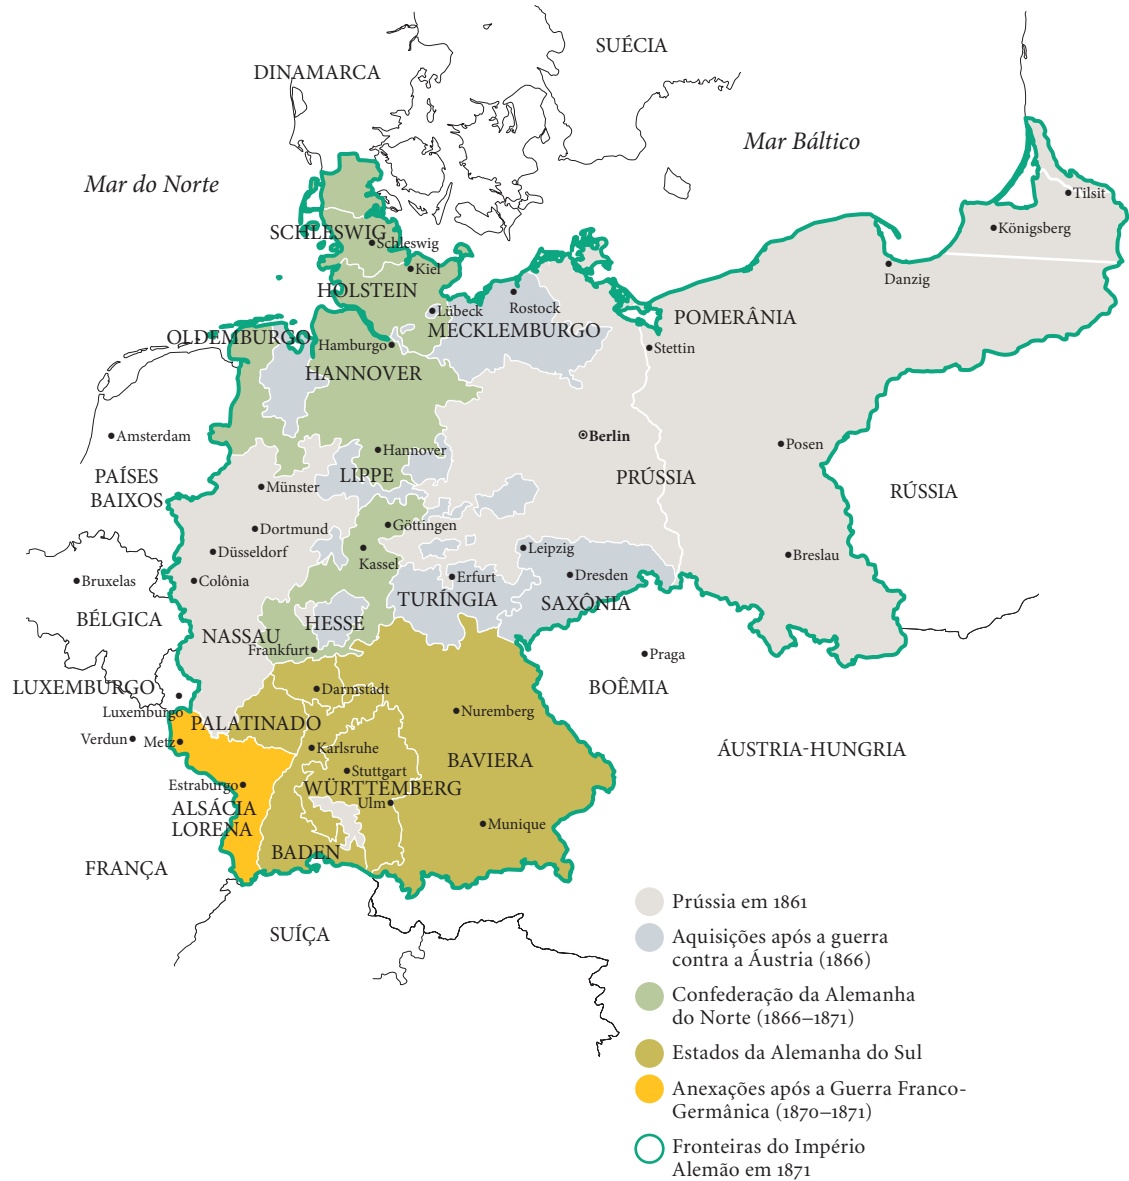 SUÉCIA
DINAMARCA
Mar Báltico
Mar do Norte
Tilsit
Königsberg
SCHLESWIG
Schleswig
Kiel
Danzig
HOLSTEIN
Lübeck
Rostock
POMERÂNIA
MECKLEMBURGO
OLDEMBURGO
Hamburgo
Stettin
HANNOVER
Amsterdam
Berlin
Posen
Hannover
PAÍSES
BAIXOS
LIPPE
PRÚSSIA
Münster
RÚSSIA
Göttingen
Dortmund
Düsseldorf
Kassel
Leipzig
Breslau
Bruxelas
Colônia
Erfurt
Dresden
TURÍNGIA
SAXÔNIA
BÉLGICA
HESSE
NASSAU
Frankfurt
Praga
LUXEMBURGO
BOÊMIA
Darmstadt
Luxemburgo
Nuremberg
PALATINADO
Verdun
Metz
Karlsruhe
ÁUSTRIA-HUNGRIA
BAVIERA
Stuttgart
Estraburgo
WÜRTTEMBERG
Ulm
ALSÁCIA
LORENA
Munique
BADEN
FRANÇA
SUÍÇA
Prússia em 1861
Aquisições após a guerra
contra a Áustria (1866)
Confederação da Alemanha
do Norte (1866–1871)
Estados da Alemanha do Sul
Anexações após a Guerra Franco-
Germânica (1870–1871)
Fronteiras do Império
Alemão em 1871